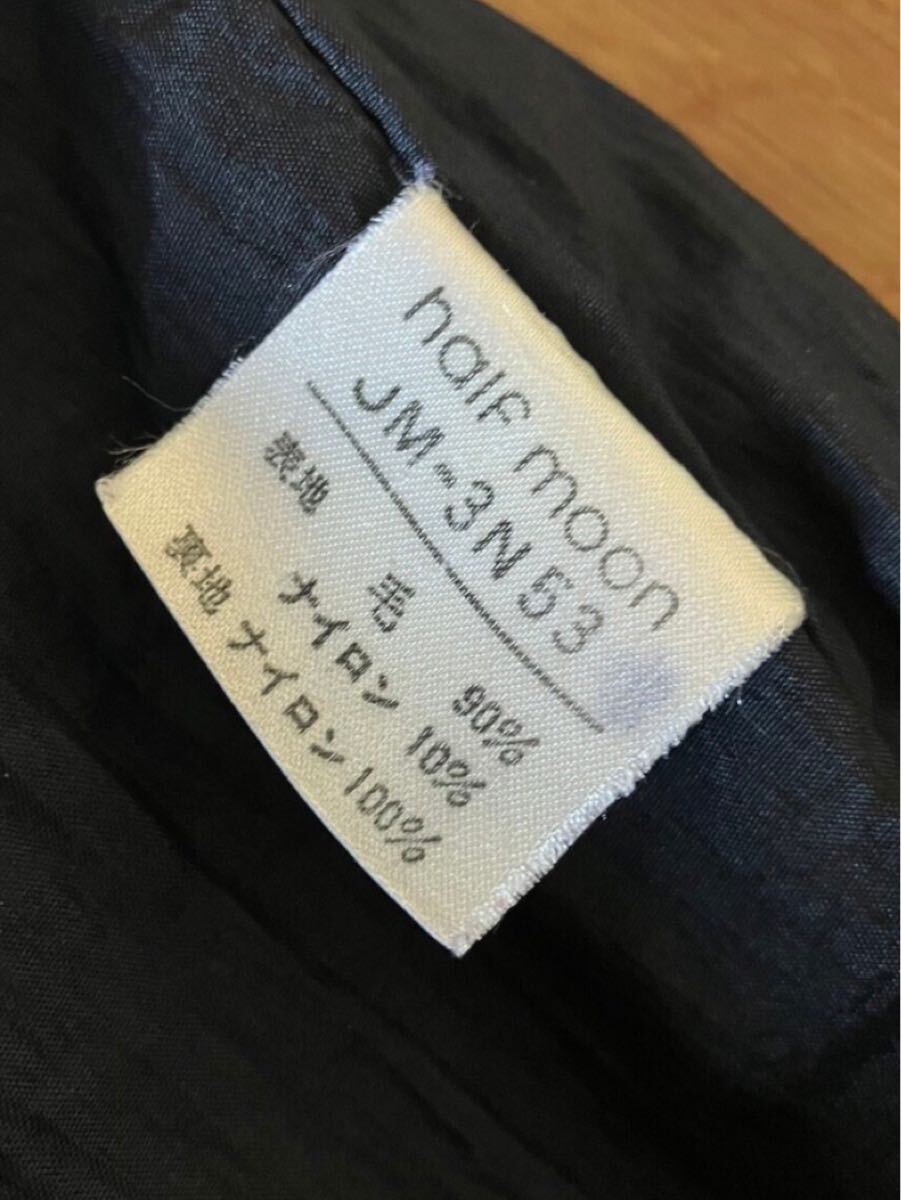 half moon
JM-3N53
表地 毛 90%
ナイロン 10%
裏地 ナイロン 100%